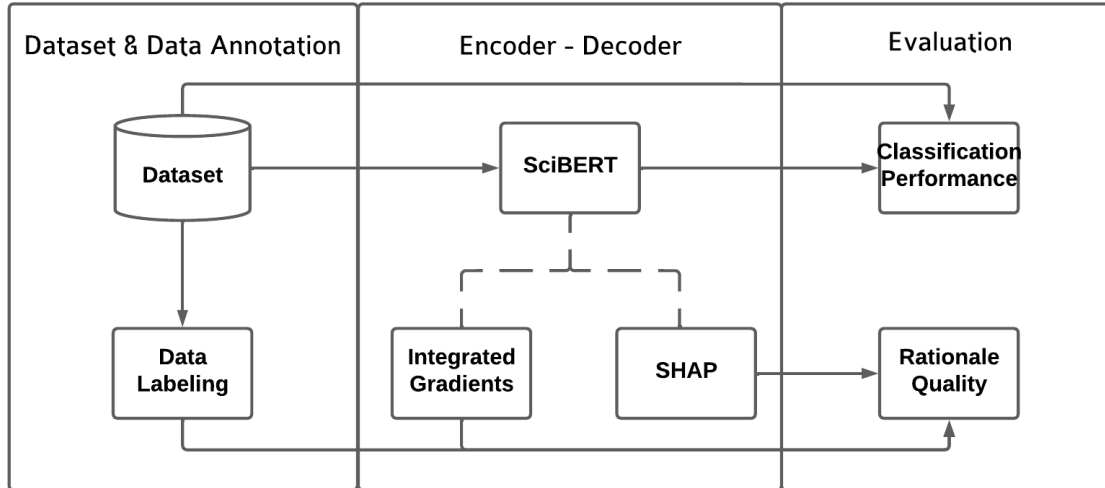 Dataset & Data Annotation
Encoder - Decoder
Evaluation
Dataset
SciBERT
Classification
Performance
Data
Labeling
Integrated
Gradients
SHAP
Rationale
Quality